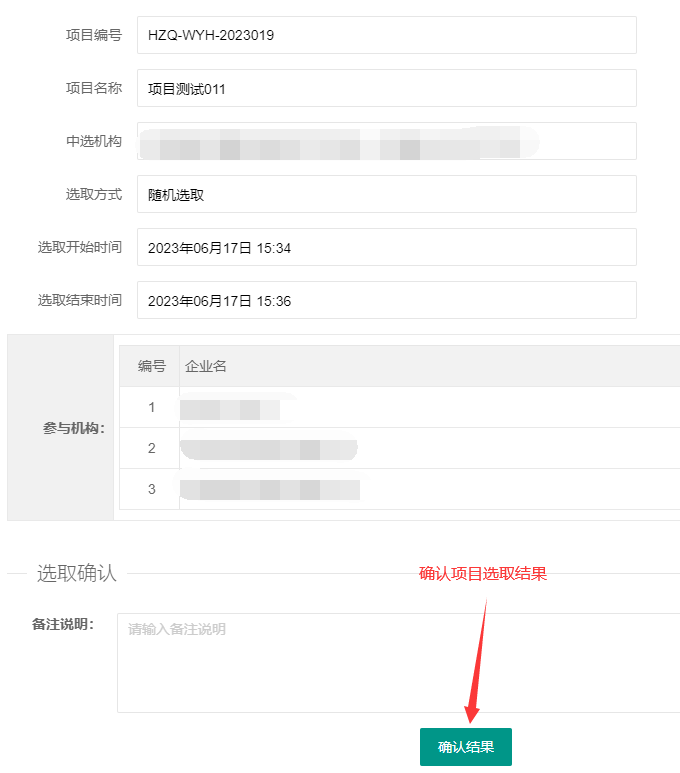 项目编号 HZQ-WYH-2023019
项目名称 项目测试011
中选机构
选取方式 随机选取
选取开始时间 2023年06月17日 15:34
选取结束时间 2023年06月17日 15:36
编号 企业名
1
参与机构：
2
3
选取确认
确认项目选取结果
备注说明： 请输入备注说明
确认结果